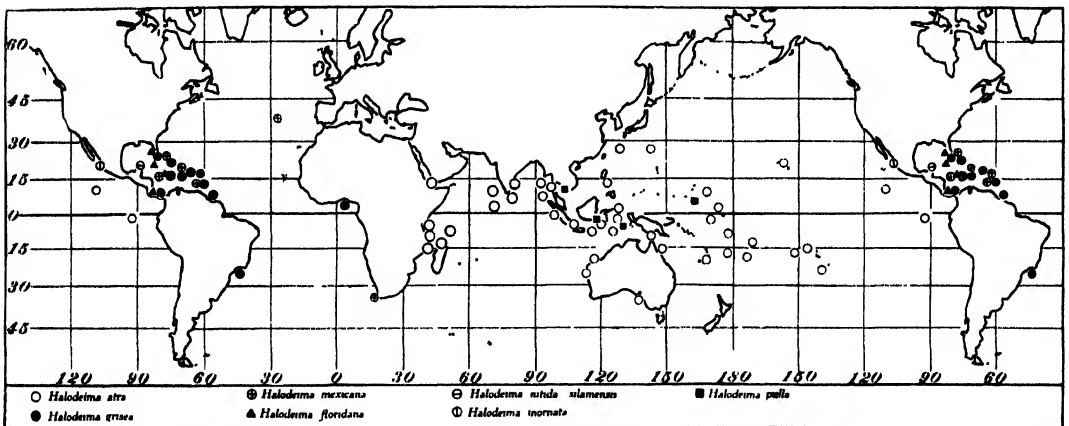 60
45
30
15
0
15
30
45
120 90 60 30 0 30 60 90 120 150 180 150 120 90 60
Halodeima atra
Halodeima mexicana
Halodeima nitida silamensis
Halodeima pulla
Halodeima grisea
Halodeima floridana
Halodeima inornata